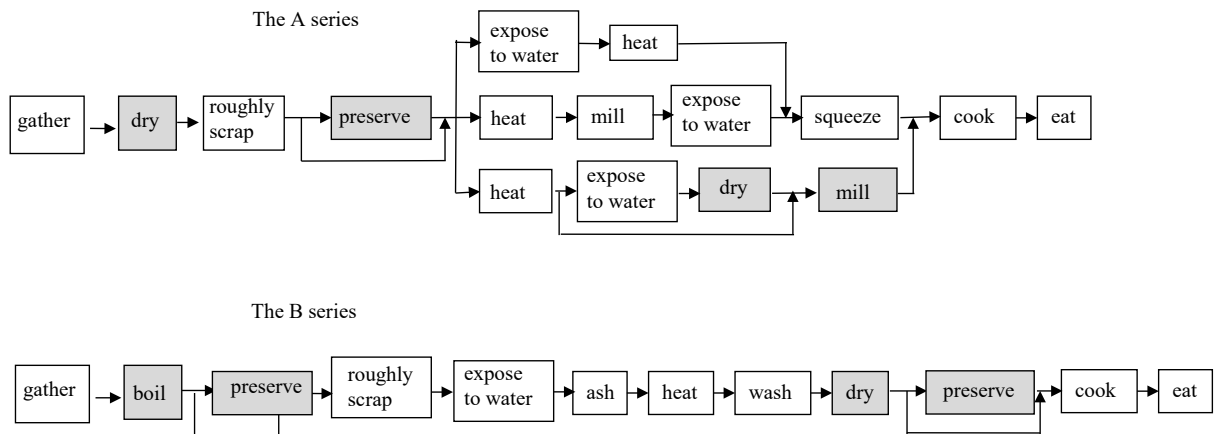 The A series
expose
to water
heat
gather
dry
roughly
scrap
preserve
heat
mill
expose
to water
squeeze
cook
eat
heat
expose
to water
dry
mill
The B series
gather
boil
preserve
roughly
scrap
expose
to water
ash
heat
wash
dry
preserve
cook
eat